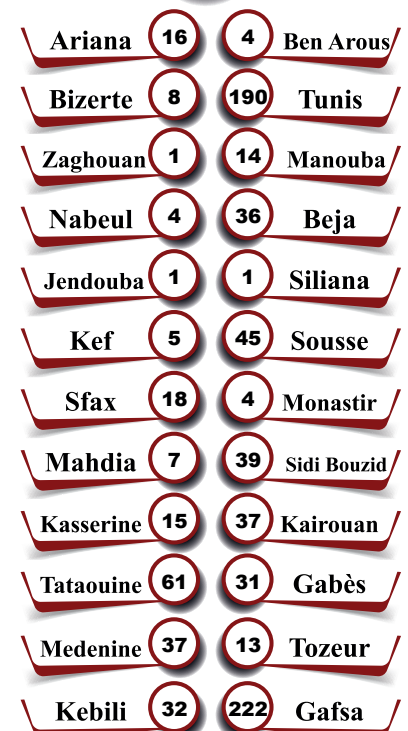 Ariana 16 4 Ben Arous
Bizerte 8 190 Tunis
Zaghouan 1 14 Manouba
Nabeul 4 36 Beja
Jendouba 1 1 Siliana
Kef 5 45 Sousse
Sfax 18 4 Monastir
Mahdia 7 39 Sidi Bouzid
Kasserine 15 37 Kairouan
Tataouine 61 31 Gabès
Medenine 37 13 Tozeur
Kebili 32 222 Gafsa